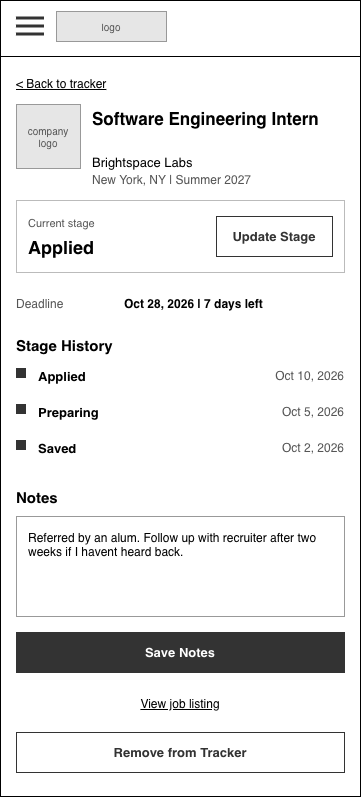 logo
< Back to tracker
company
logo
Software Engineering Intern
Brightspace Labs
New York, NY | Summer 2027
Current stage
Applied
Update Stage
Deadline
Oct 28, 2026 | 7 days left
Stage History
Applied
Oct 10, 2026
Preparing
Oct 5, 2026
Saved
Oct 2, 2026
Notes
Referred by an alum. Follow up with recruiter after two
weeks if I havent heard back.
Save Notes
View job listing
Remove from Tracker